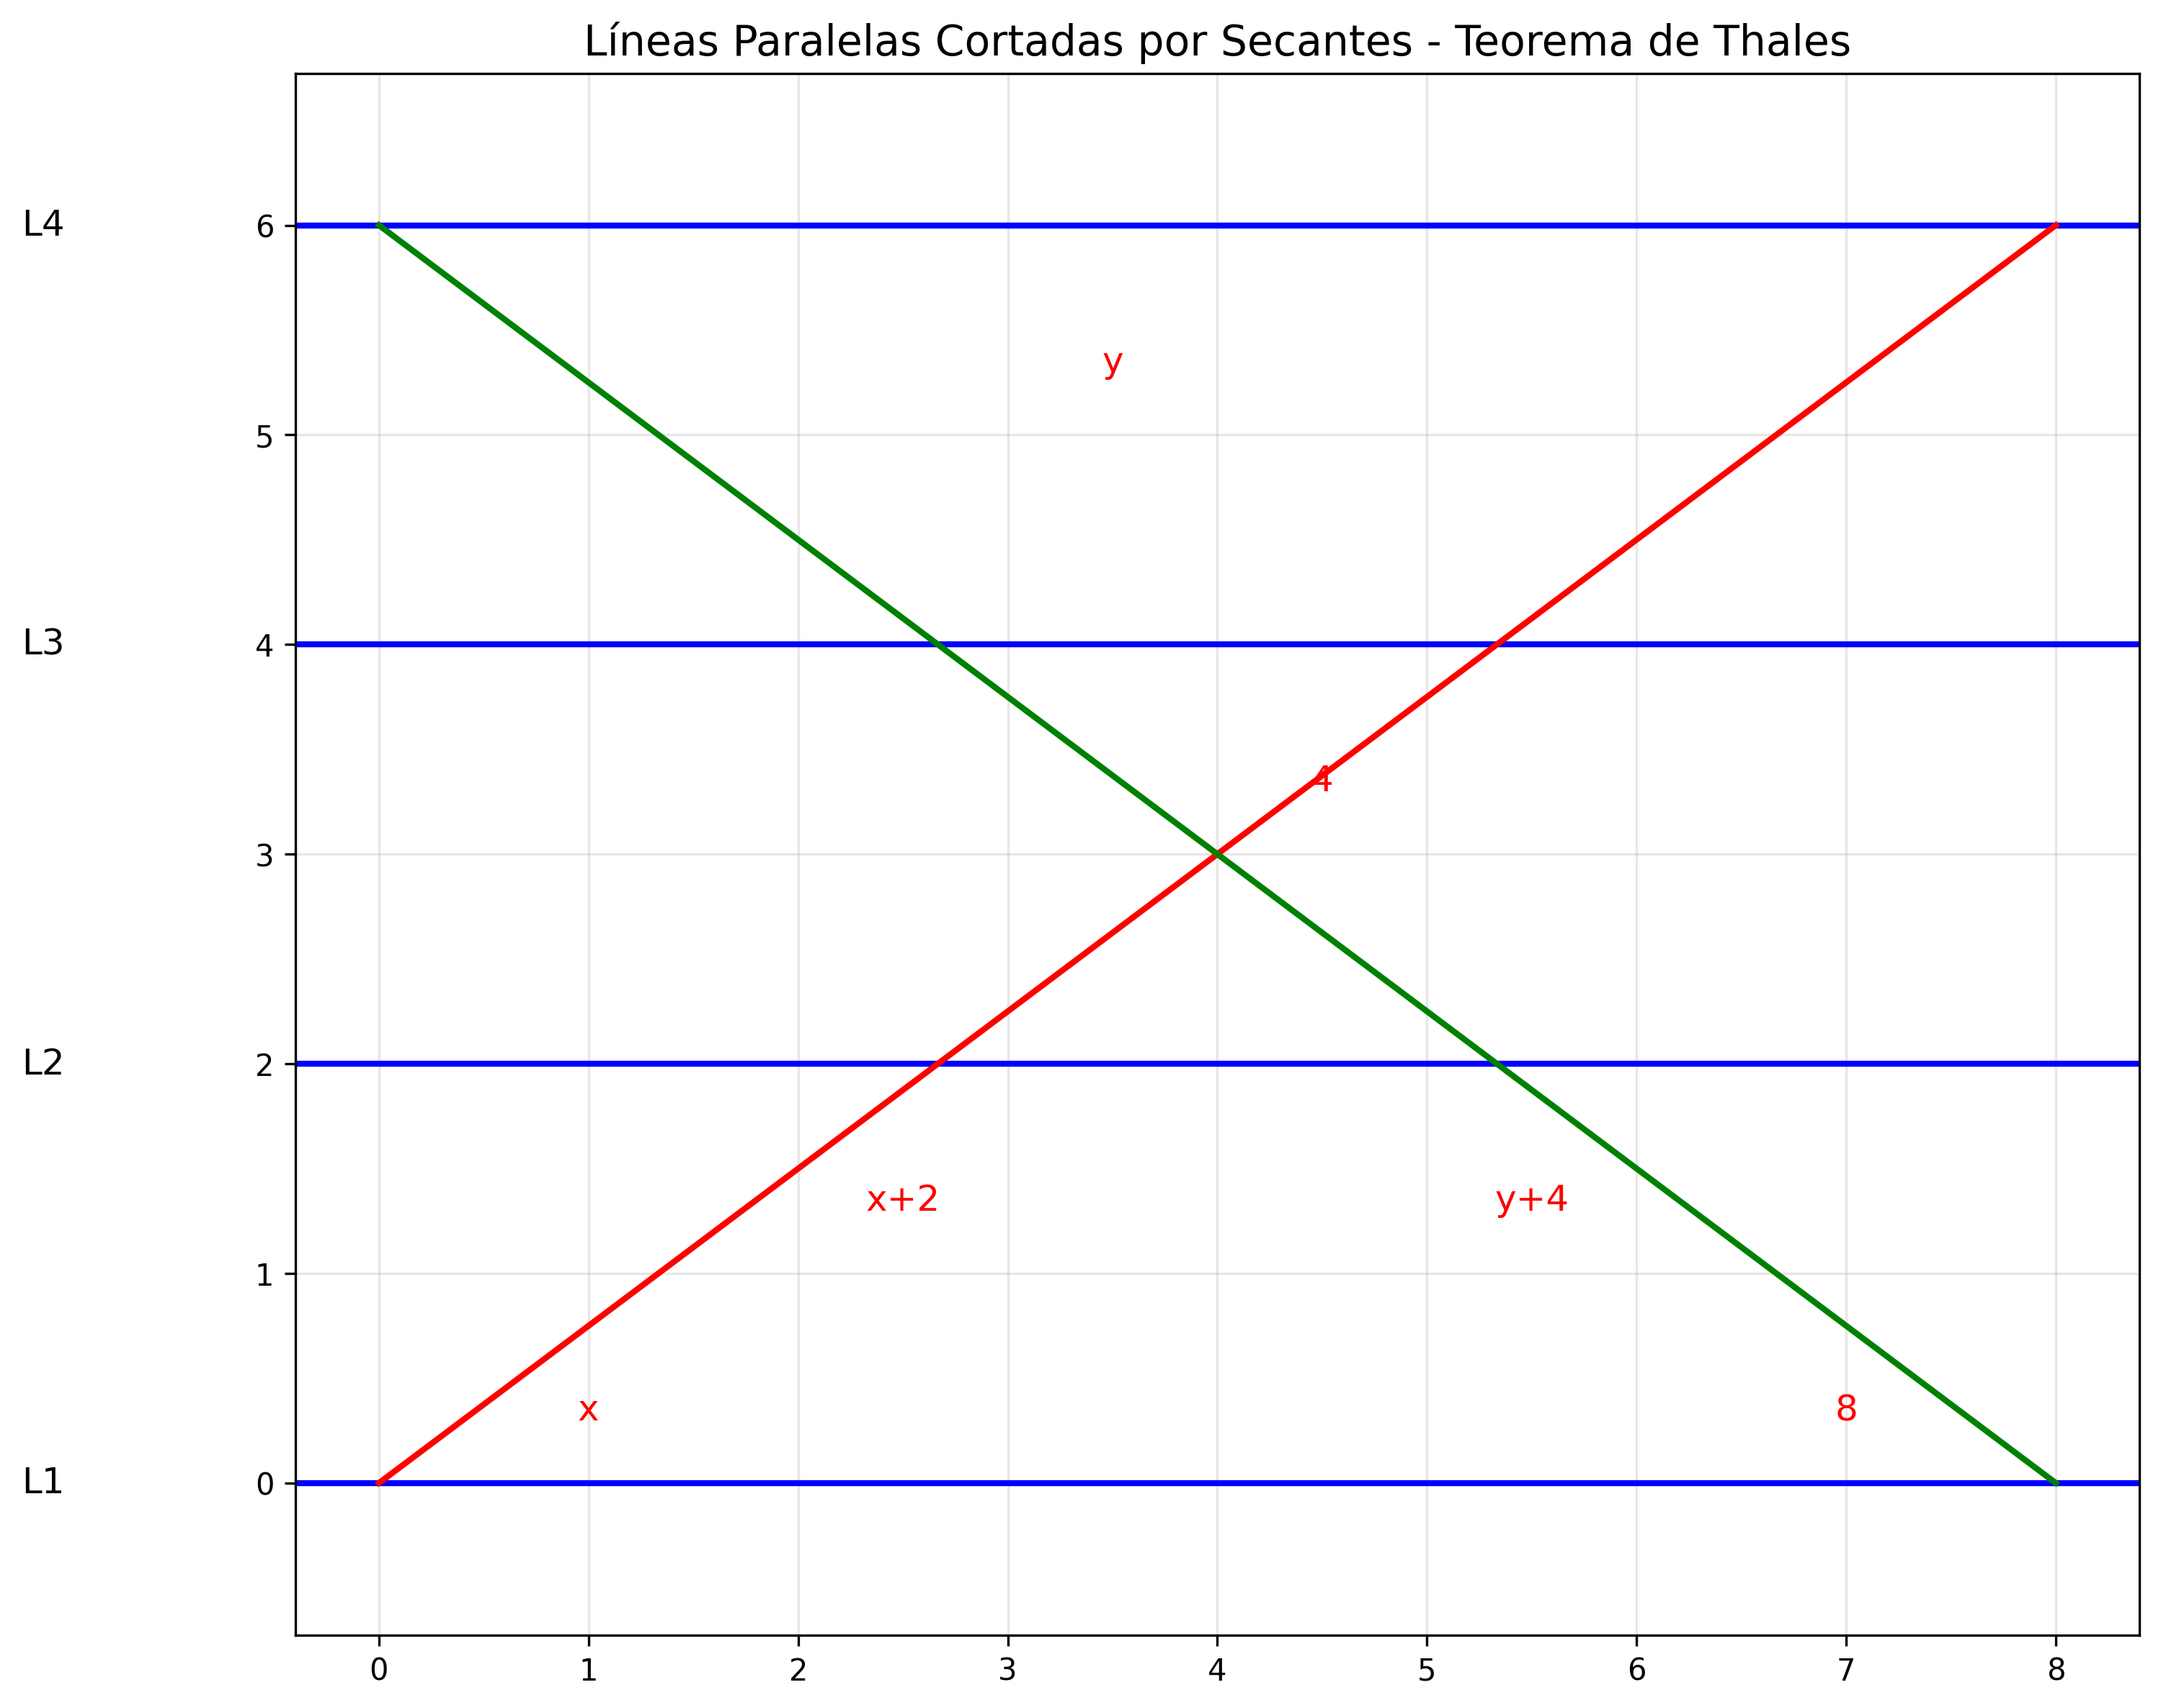 Líneas Paralelas Cortadas por Secantes - Teorema de Thales
L4
6
y
5
L3
4
4
3
L2
2
x+2
y+4
1
x
8
L1
0
0 1 2 3 4 5 6 7 8